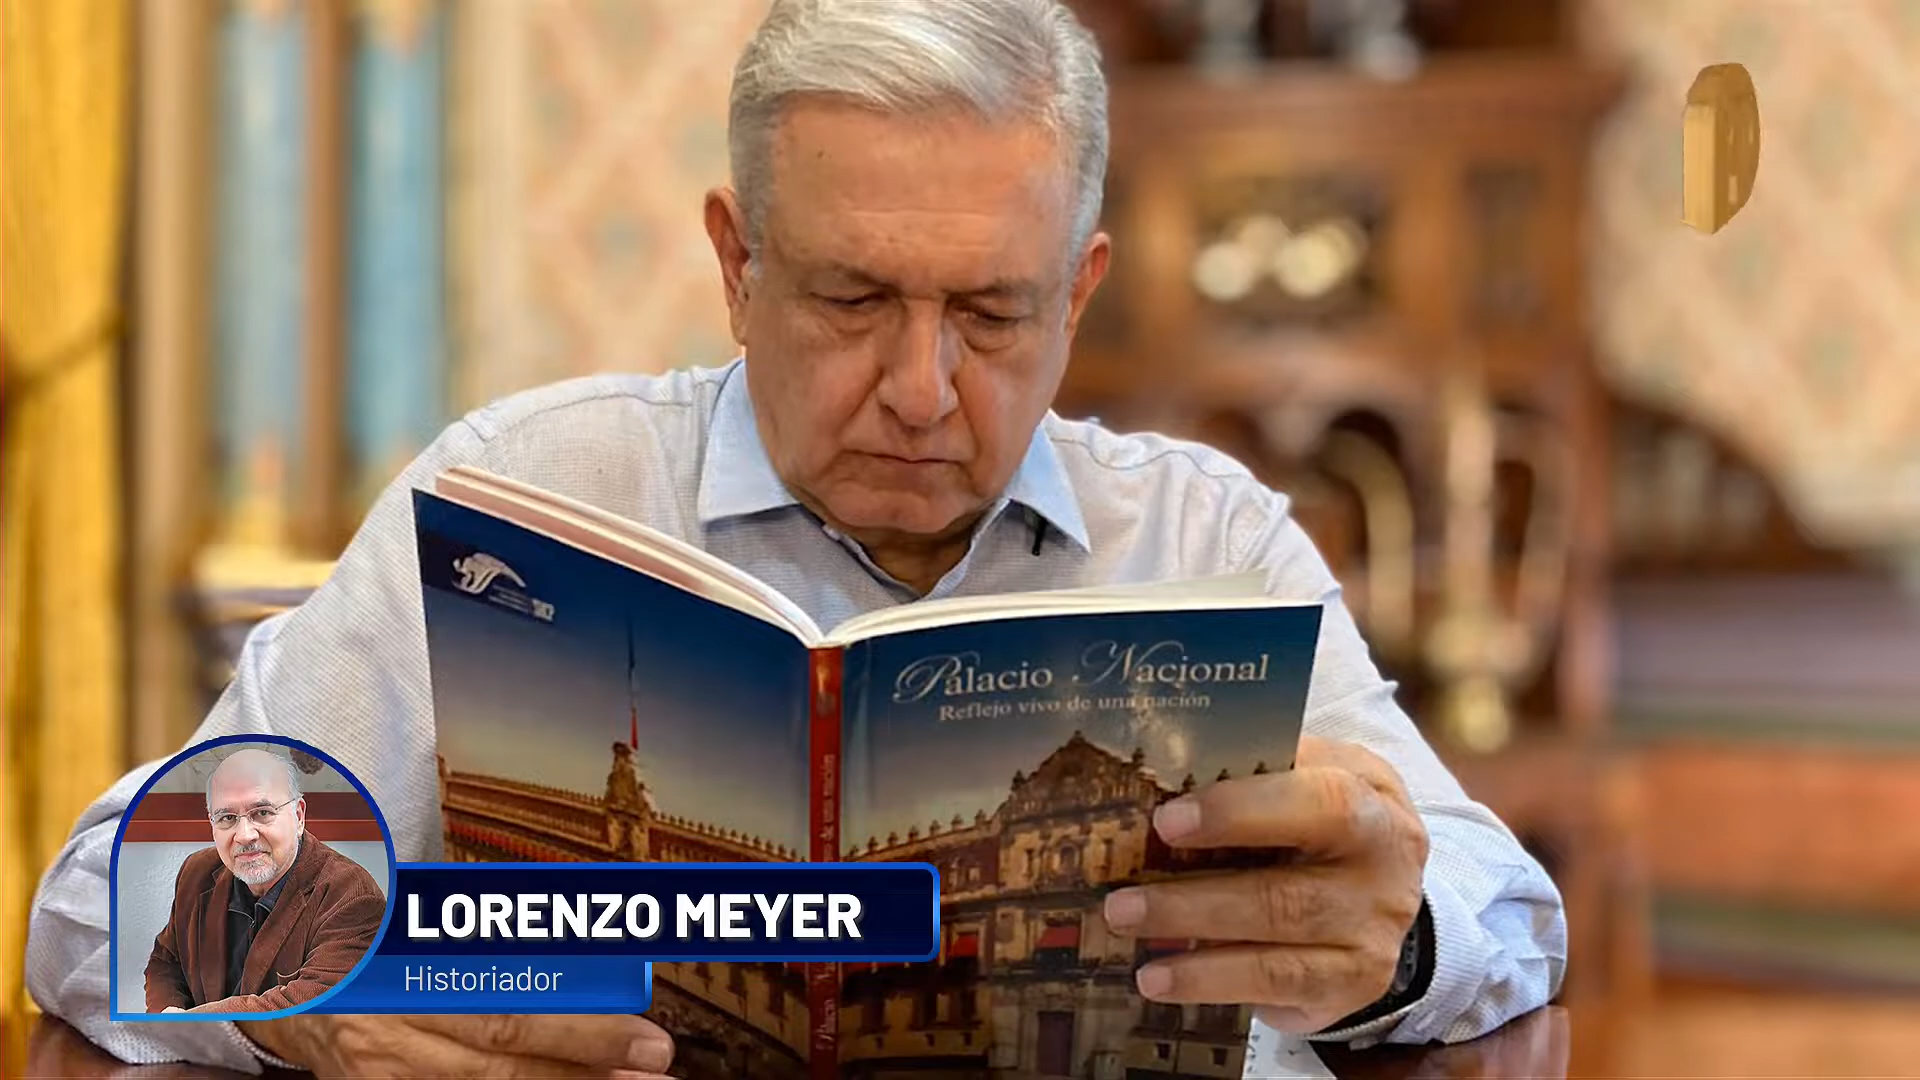 Palacio Nacional
Reflejo vivo de una nación
LORENZO MEYER
Historiador